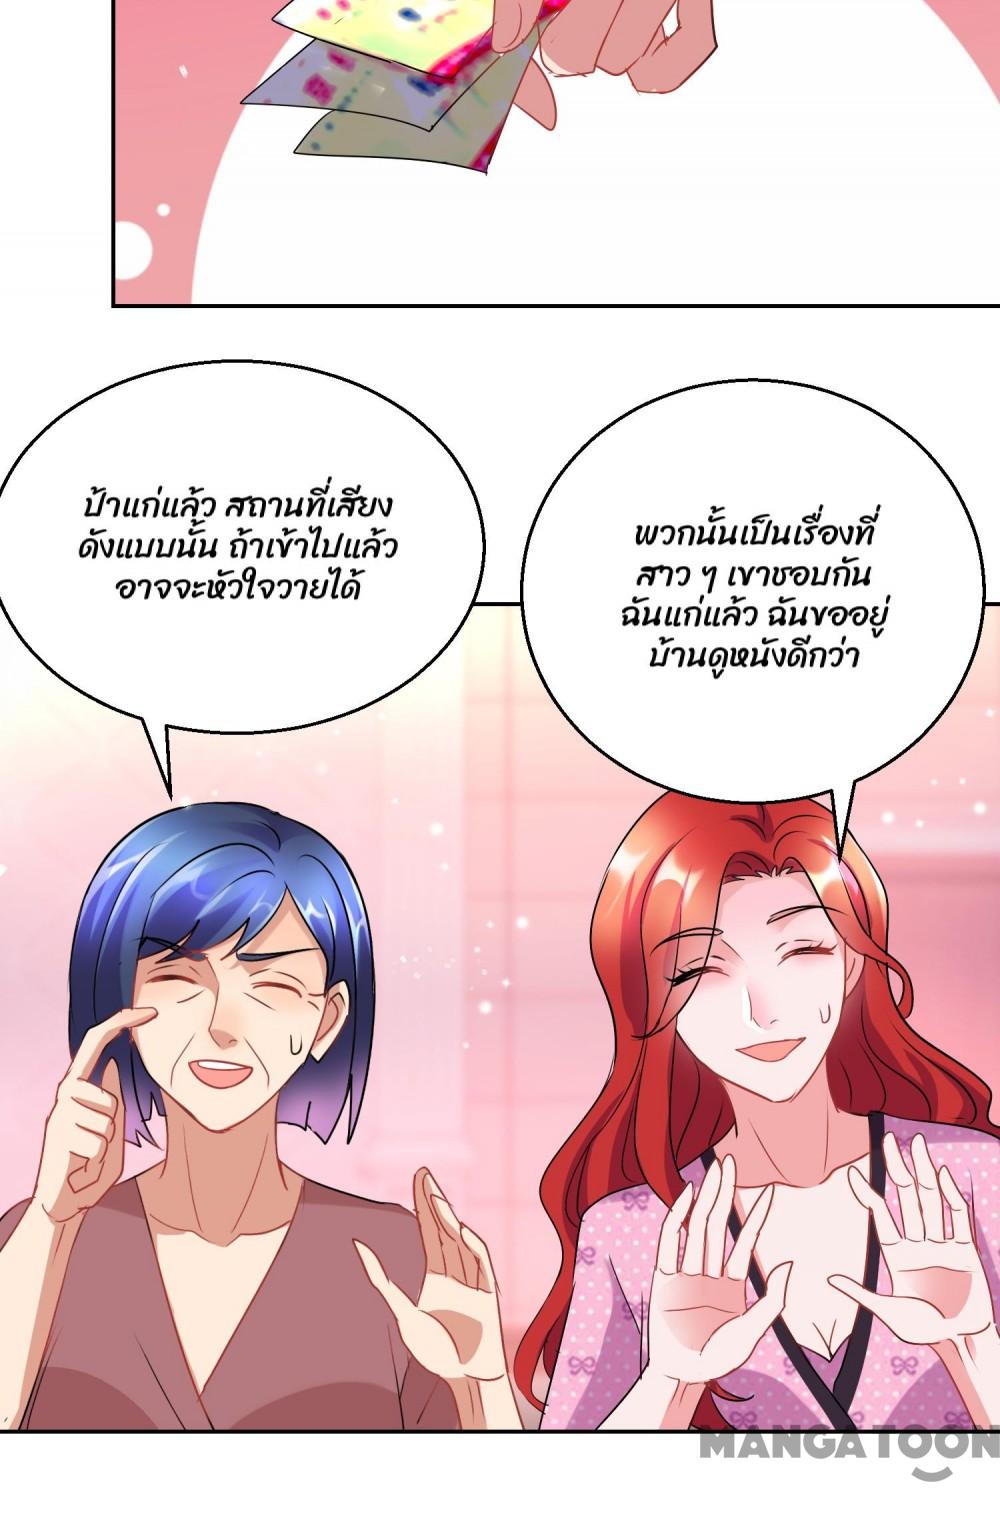 ป้าแก่แล้ว สถานที่เสียง
ดังแบบนั้น ถ้าเข้าไปแล้ว
อาจจะหัวใจวายได้
พวกนั้นเป็นเรื่องที่
สาว ๆ เขาชอบกัน
ฉันแก่แล้ว ฉันขออยู่
บ้านดูหนังดีกว่า
MANGATOON